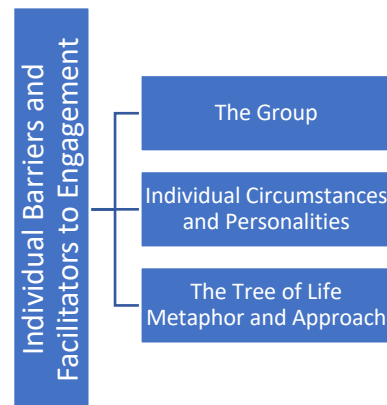 Individual Barriers and
Facilitators to Engagement
The Group
Individual Circumstances
and Personalities
The Tree of Life
Metaphor and Approach